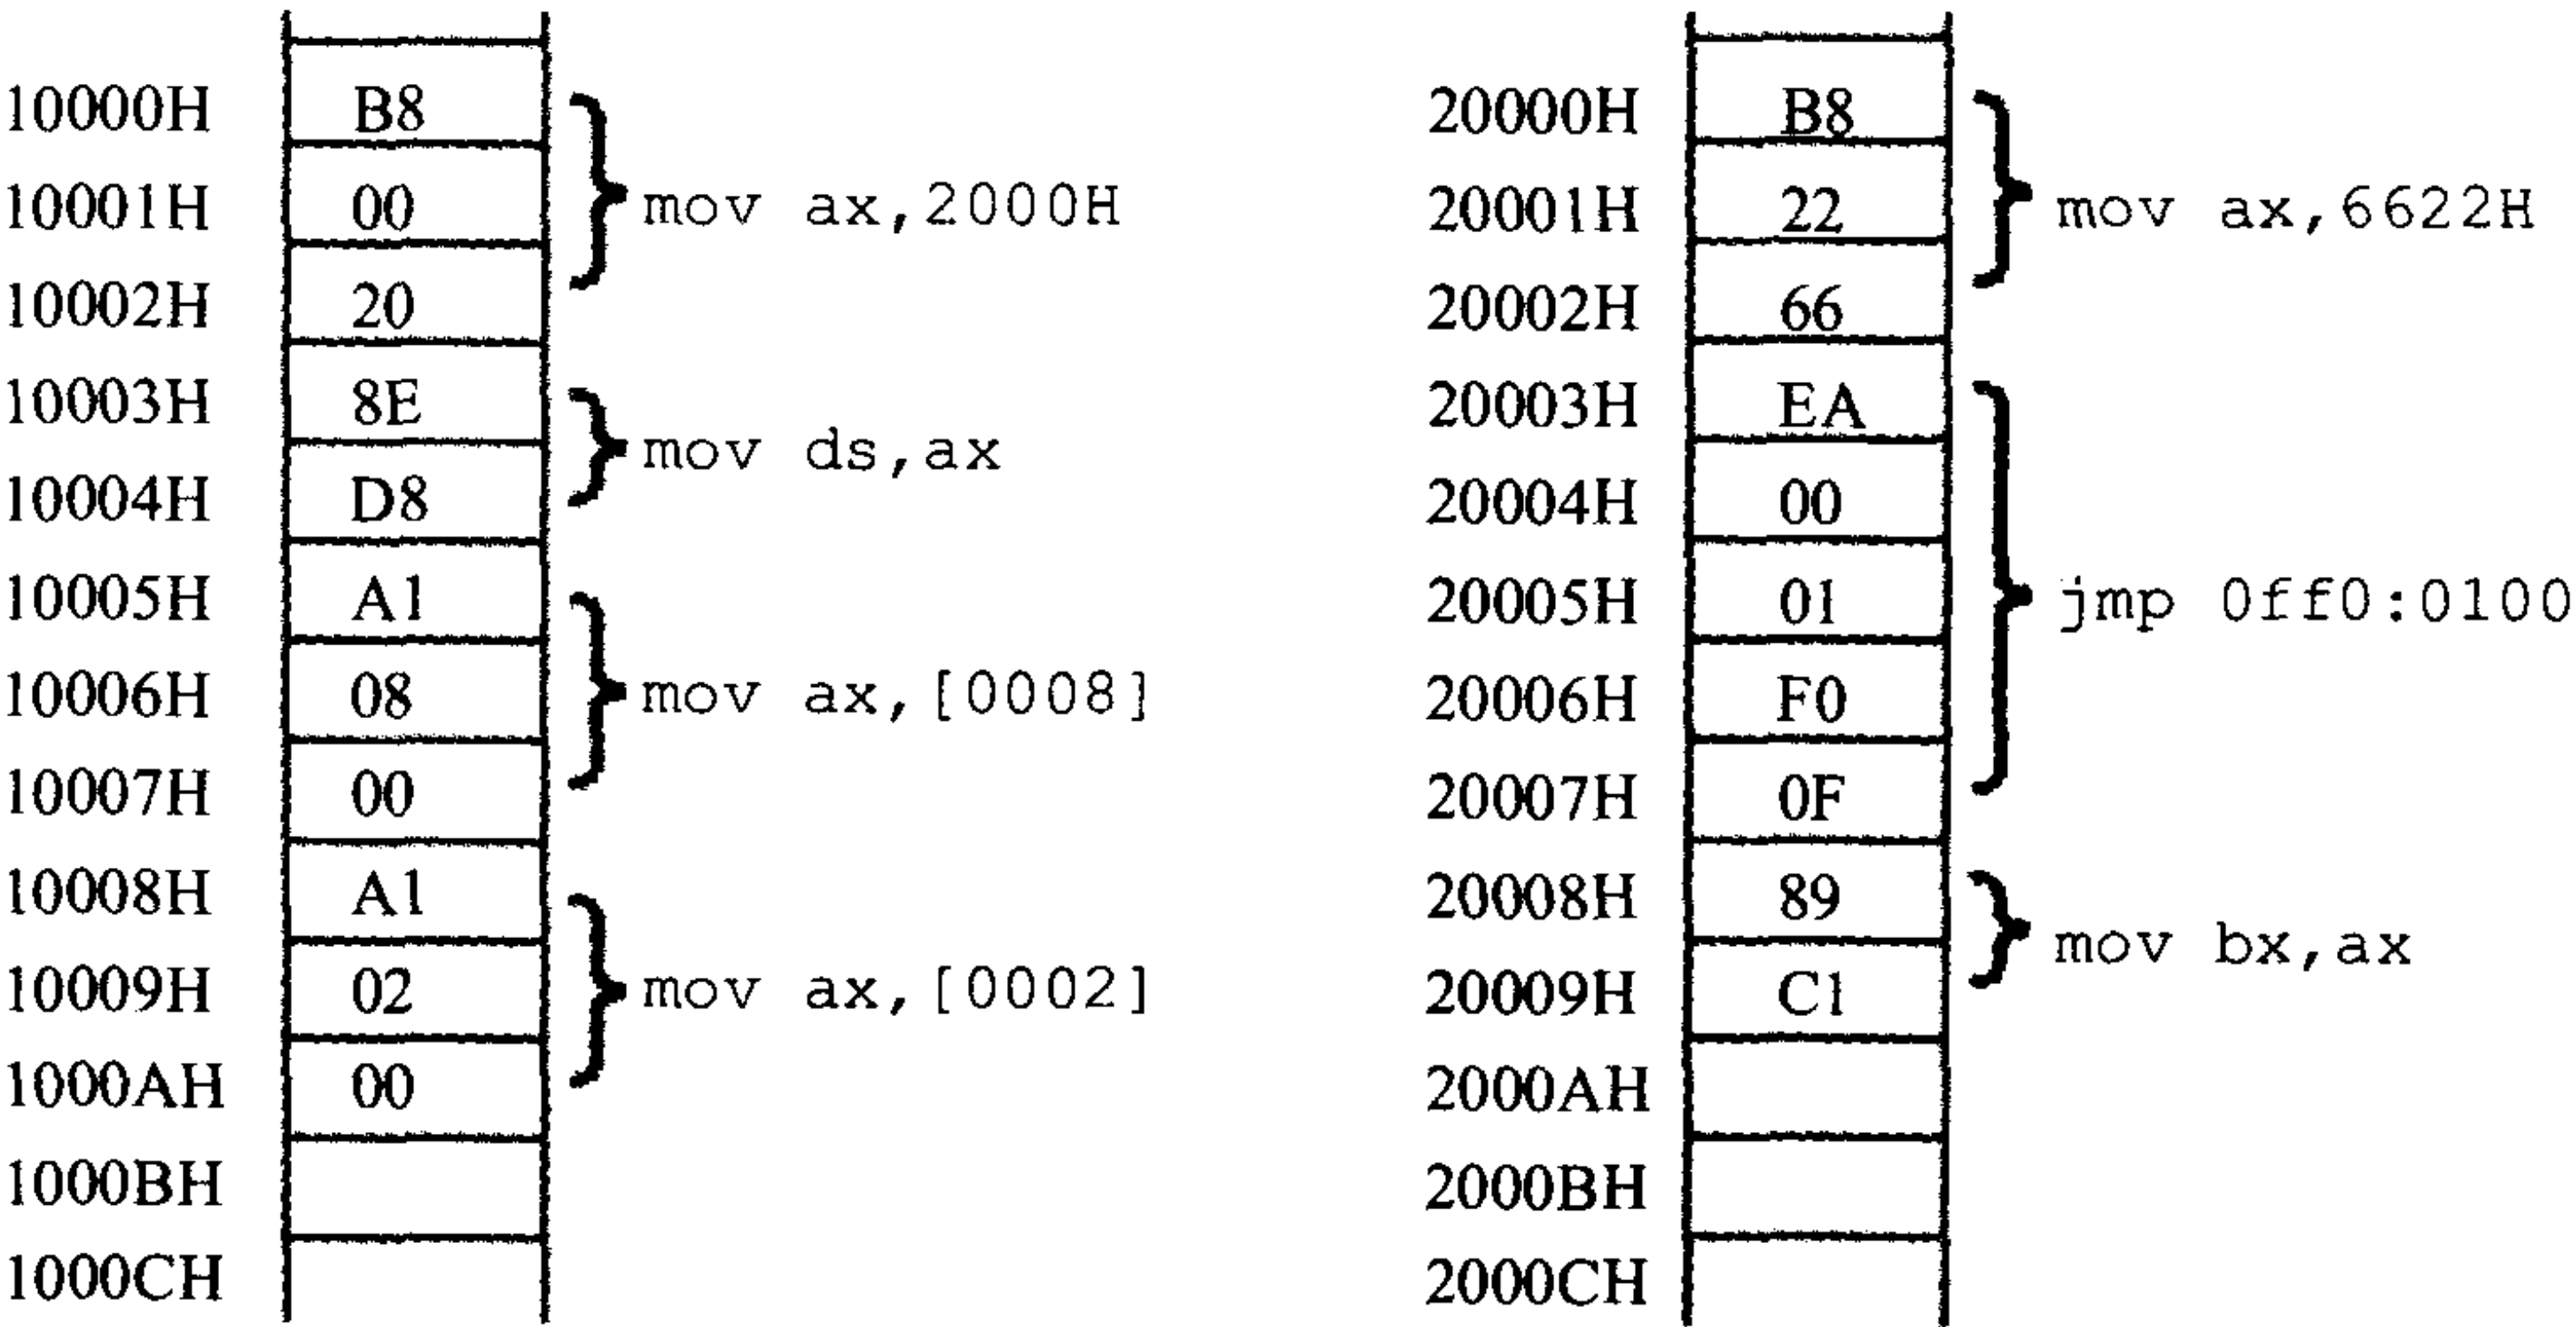 10000H B8
10001H 00 mov ax,2000H
10002H 20
10003H 8E
mov ds,ax
10004H D8
10005H A1
10006H 08 mov ax,[0008]
10007H 00
10008H A1
10009H 02 mov ax,[0002]
1000AH 00
1000BH
1000CH
20000H B8
20001H 22 mov ax,6622H
20002H 66
20003H EA
20004H 00
20005H 01 jmp 0ff0:0100
20006H F0
20007H 0F
20008H 89
mov bx,ax
20009H C1
2000AH
2000BH
2000CH